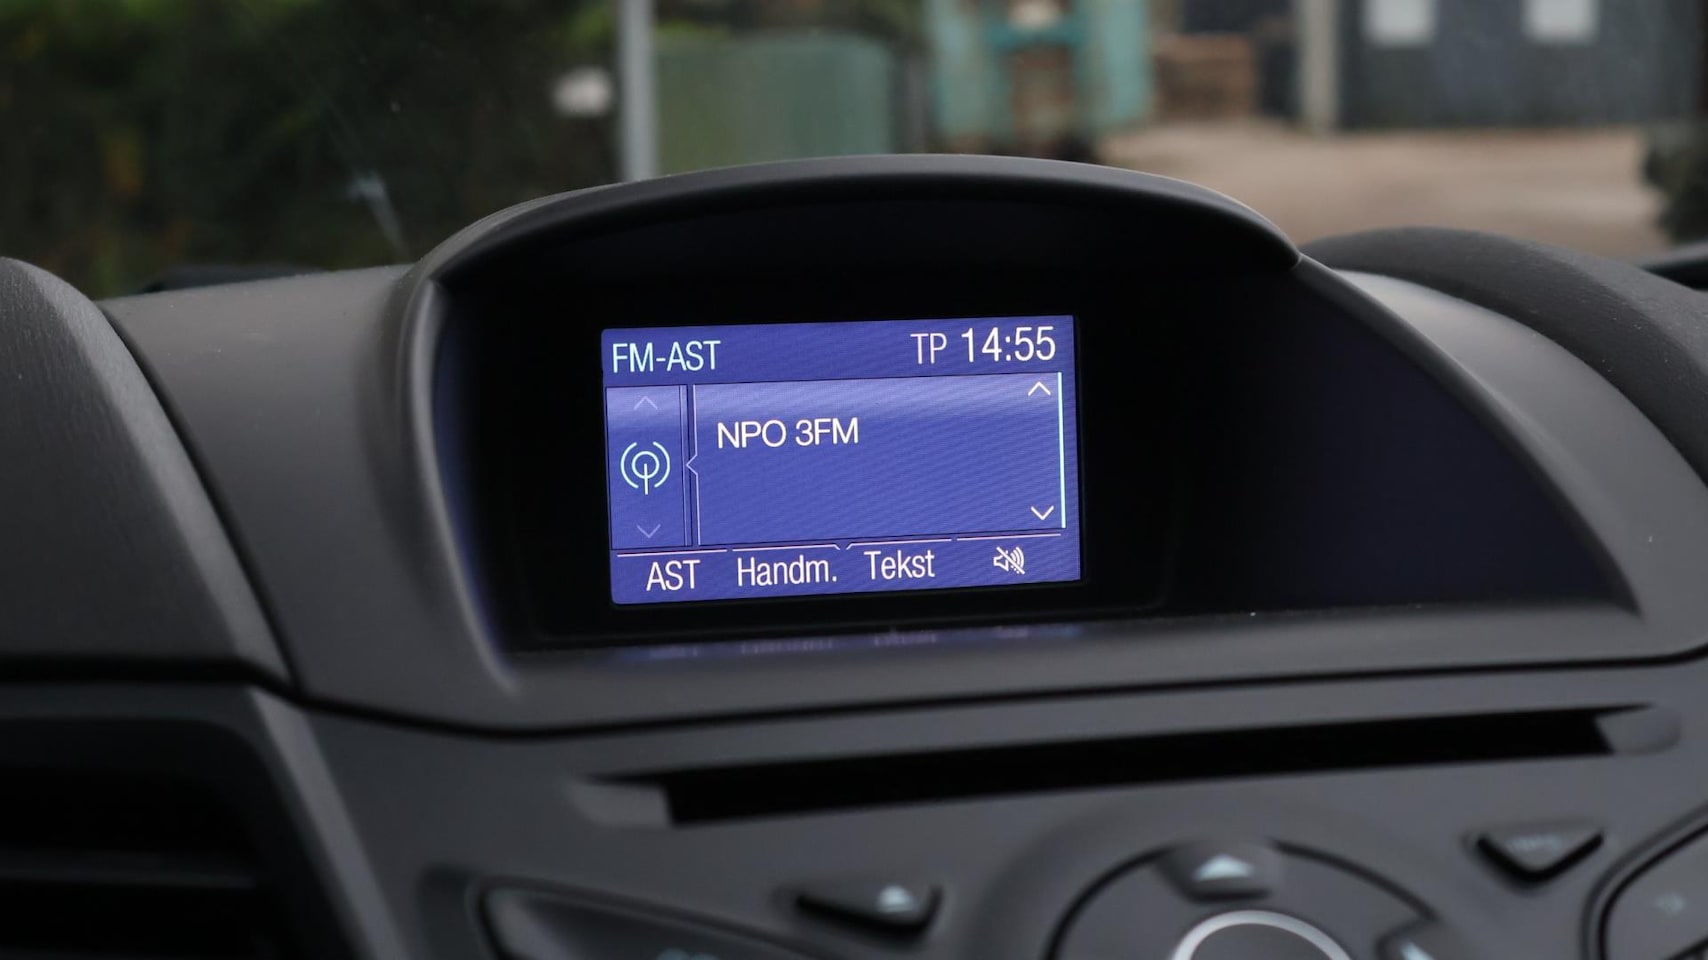 FM-AST TP 14:55
NPO 3FM
AST Handm. Tekst